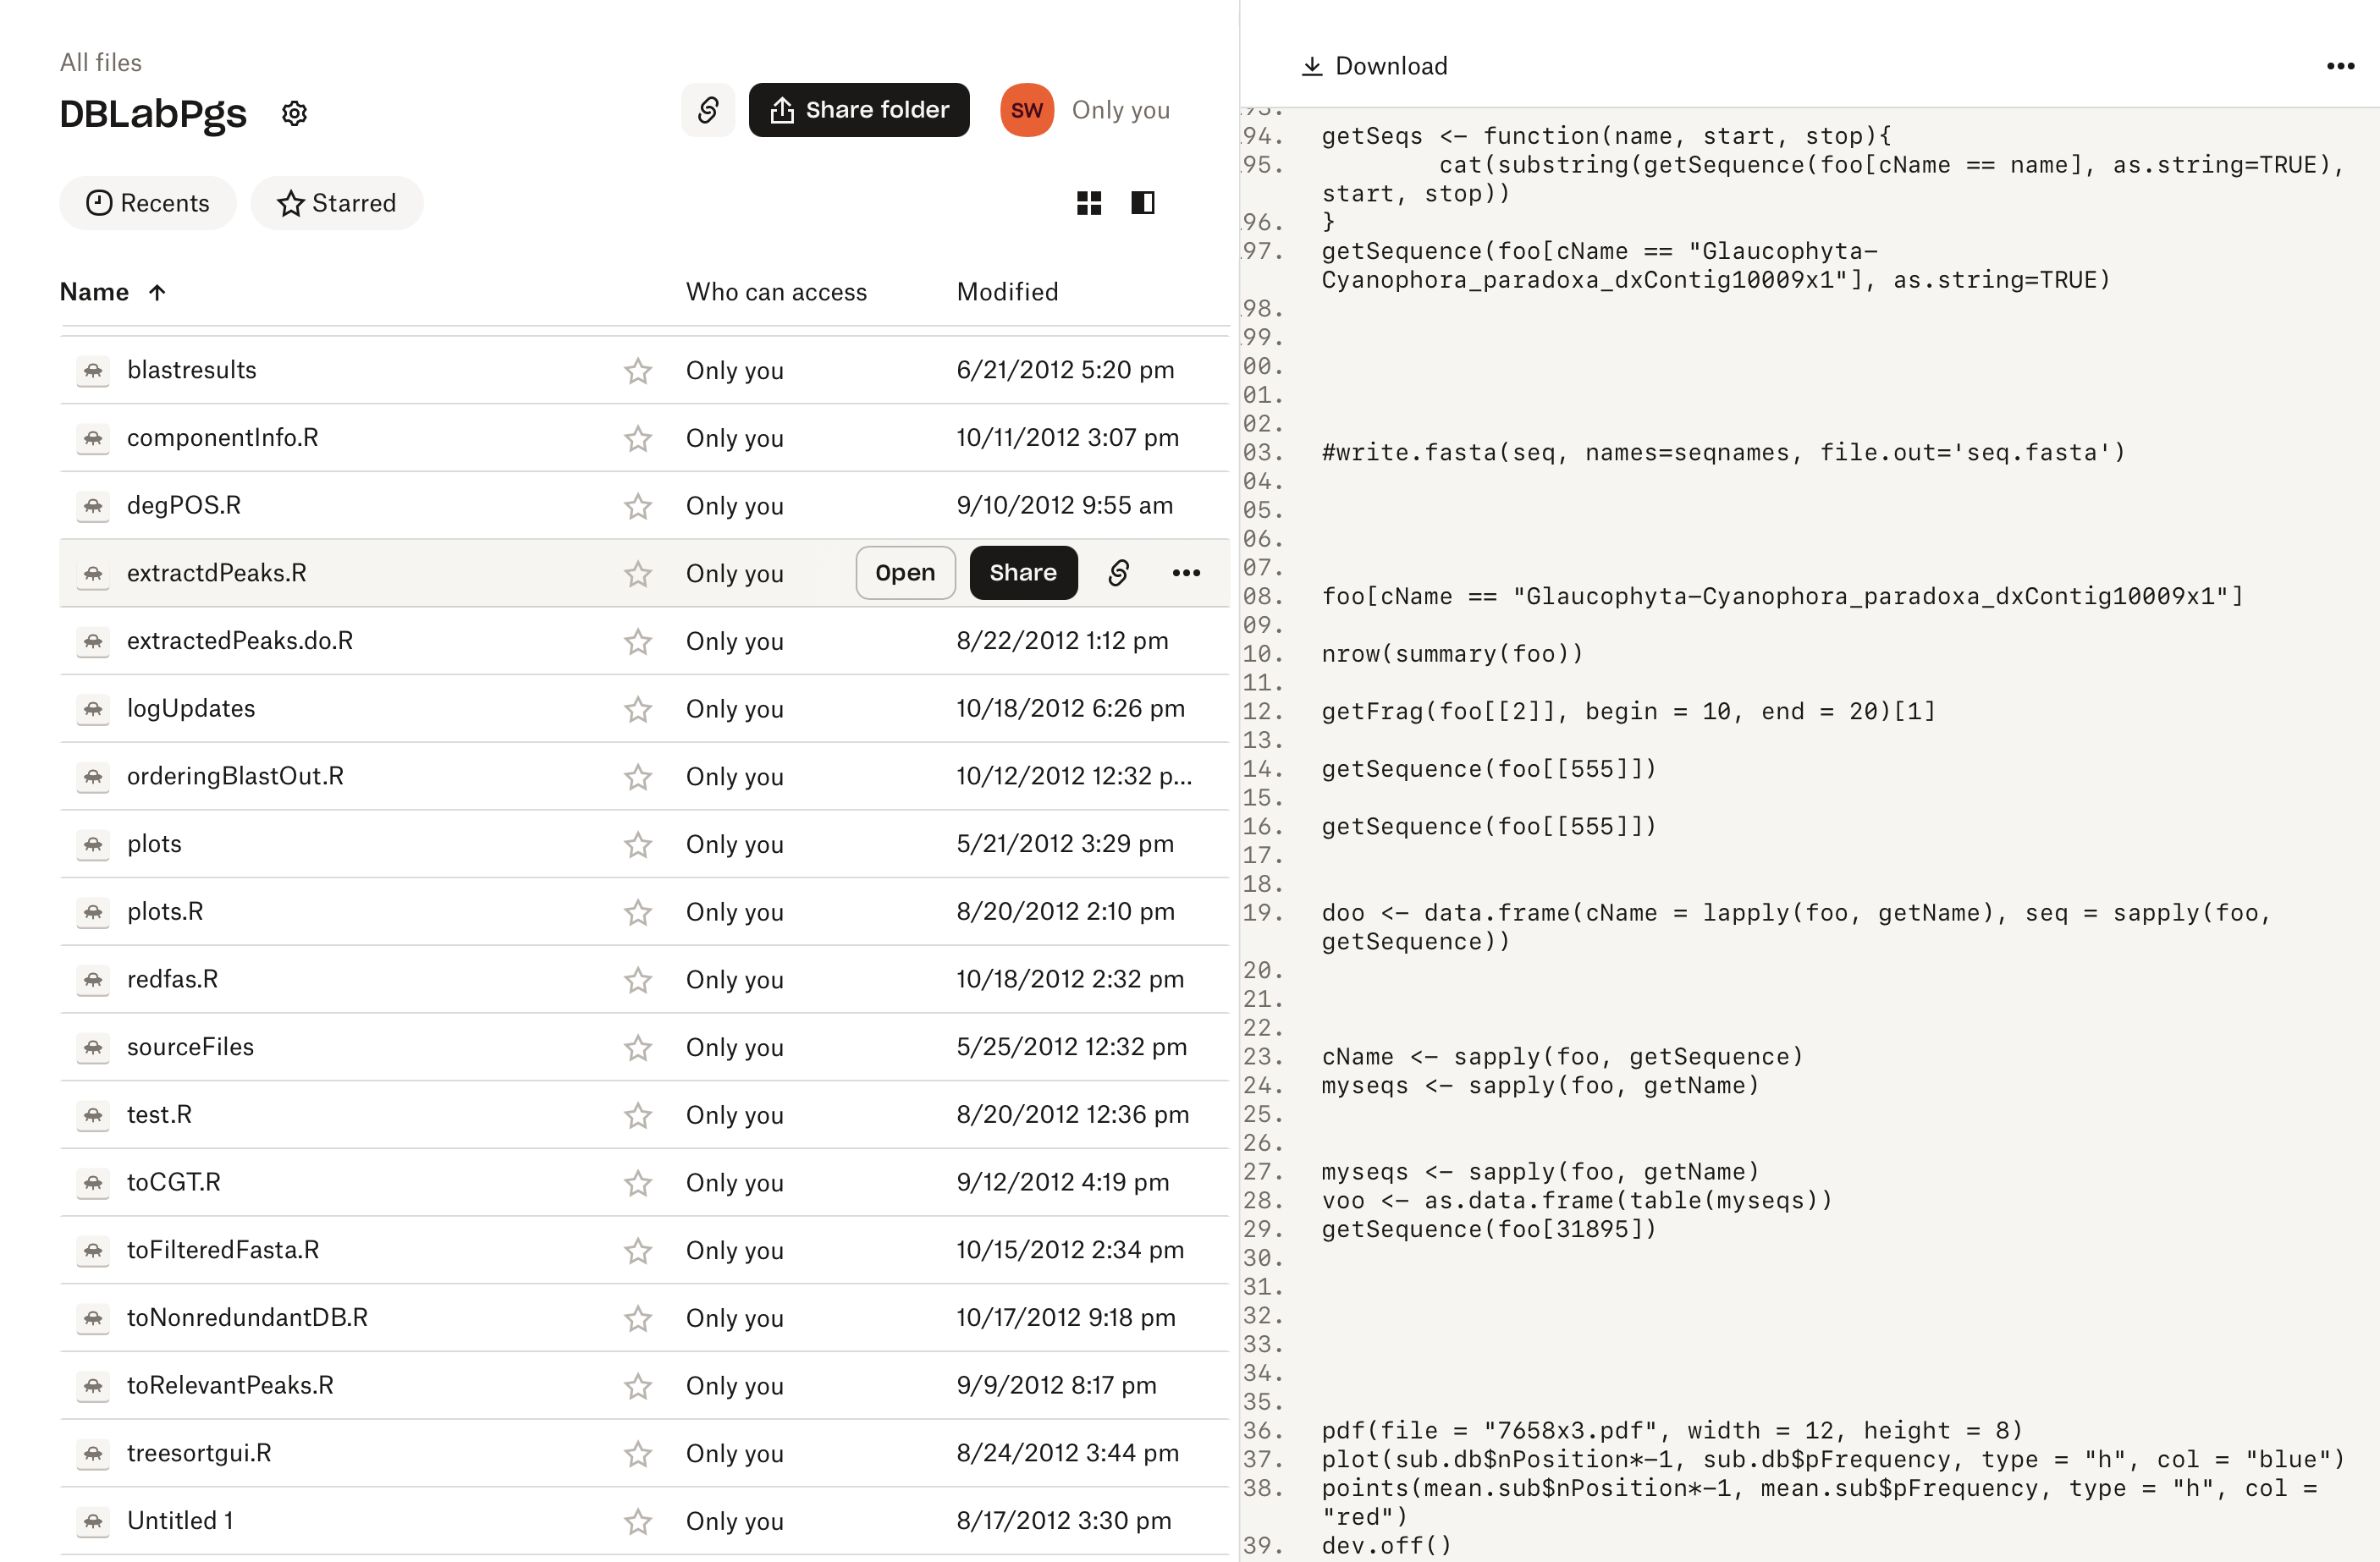 All files
DBLabPgs
Share folder
SW
Only you
Recents
Starred
Name
Who can access
Modified
blastresults Only you 6/21/2012 5:20 pm
componentInfo.R Only you 10/11/2012 3:07 pm
degPOS.R Only you 9/10/2012 9:55 am
extractdPeaks.R Only you Open Share
extractedPeaks.do.R Only you 8/22/2012 1:12 pm
logUpdates Only you 10/18/2012 6:26 pm
orderingBlastOut.R Only you 10/12/2012 12:32 p...
plots Only you 5/21/2012 3:29 pm
plots.R Only you 8/20/2012 2:10 pm
redfas.R Only you 10/18/2012 2:32 pm
sourceFiles Only you 5/25/2012 12:32 pm
test.R Only you 8/20/2012 12:36 pm
toCGT.R Only you 9/12/2012 4:19 pm
toFilteredFasta.R Only you 10/15/2012 2:34 pm
toNonredundantDB.R Only you 10/17/2012 9:18 pm
toRelevantPeaks.R Only you 9/9/2012 8:17 pm
treesortgui.R Only you 8/24/2012 3:44 pm
Untitled 1 Only you 8/17/2012 3:30 pm
Download
94. getSeqs <- function(name, start, stop){
95. cat(substring(getSequence(foo[cName == name], as.string=TRUE),
start, stop))
96. }
97. getSequence(foo[cName == "Glaucophyta-
Cyanophora_paradoxa_dxContig10009x1"], as.string=TRUE)
98.
99.
00.
01.
02.
03. #write.fasta(seq, names=seqnames, file.out='seq.fasta')
04.
05.
06.
07.
08. foo[cName == "Glaucophyta-Cyanophora_paradoxa_dxContig10009x1"]
09.
10. nrow(summary(foo))
11.
12. getFrag(foo[[2]], begin = 10, end = 20)[1]
13.
14. getSequence(foo[[555]])
15.
16. getSequence(foo[[555]])
17.
18.
19. doo <- data.frame(cName = lapply(foo, getName), seq = sapply(foo,
getSequence))
20.
21.
22.
23. cName <- sapply(foo, getSequence)
24. myseqs <- sapply(foo, getName)
25.
26.
27. myseqs <- sapply(foo, getName)
28. voo <- as.data.frame(table(myseqs))
29. getSequence(foo[31895])
30.
31.
32.
33.
34.
35.
36. pdf(file = "7658x3.pdf", width = 12, height = 8)
37. plot(sub.db$nPosition*-1, sub.db$pFrequency, type = "h", col = "blue")
38. points(mean.sub$nPosition*-1, mean.sub$pFrequency, type = "h", col =
"red")
39. dev.off()